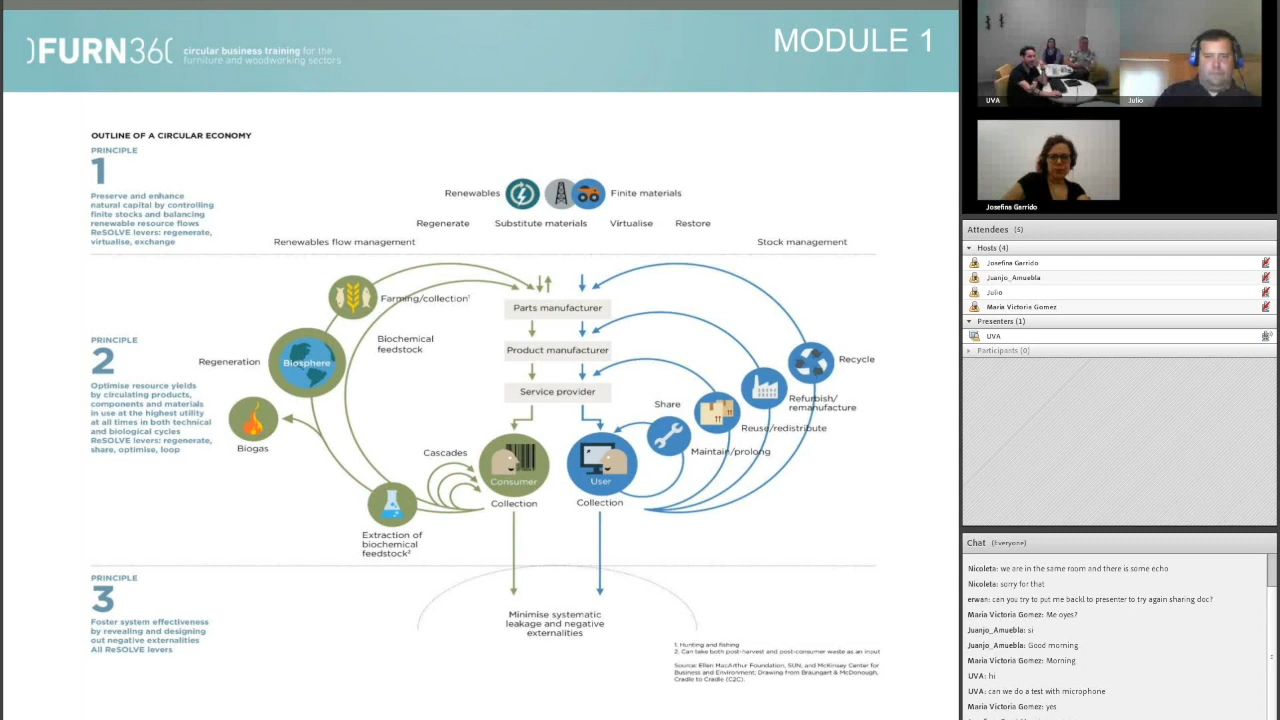 )FURN36(
circular business training for the
furniture and woodworking sectors
MODULE 1
OUTLINE OF A CIRCULAR ECONOMY
PRINCIPLE
1
Preserve and enhance
natural capital by controlling
finite stocks and balancing
renewable resource flows
ReSOLVE levers: regenerate,
virtualise, exchange
Renewables
Finite materials
Regenerate
Substitute materials
Virtualise
Restore
Renewables flow management
Stock management
PRINCIPLE
2
Optimise resource yields
by circulating products,
components and materials
in use at the highest utility
at all times in both technical
and biological cycles
ReSOLVE levers: regenerate,
share, optimise, loop
Farming/collection¹
Biochemical
feedstock
Regeneration
Biosphere
Biogas
Cascades
Extraction of
biochemical
feedstock²
Parts manufacturer
Product manufacturer
Service provider
Consumer
Collection
User
Collection
Share
Maintain/prolong
Reuse/redistribute
Refurbish/
remanufacture
Recycle
PRINCIPLE
3
Foster system effectiveness
by revealing and designing
out negative externalities
All ReSOLVE levers
Minimise systematic
leakage and negative
externalities
1. Hunting and fishing
2. Can take both post-harvest and post-consumer waste as an input
Source: Ellen MacArthur Foundation, SUN, and McKinsey Center for
Business and Environment; Drawing from Braungart & McDonough,
Cradle to Cradle (C2C).
UVA
Julio
Josefina Garrido
Attendees (5)
Hosts (4)
Josefina Garrido
Juanjo_Amuebla
Julio
Maria Victoria Gomez
Presenters (1)
UVA
Participants (0)
Chat (Everyone)
Nicoleta: we are in the same room and there is some echo
Nicoleta: sorry for that
erwan: can you try to put me backl to presenter to try again sharing doc?
Maria Victoria Gomez: Me oyes?
Juanjo_Amuebla: si
Juanjo_Amuebla: Good morning
Maria Victoria Gomez: Morning
UVA: hi
UVA: can we do a test with microphone
Maria Victoria Gomez: yes